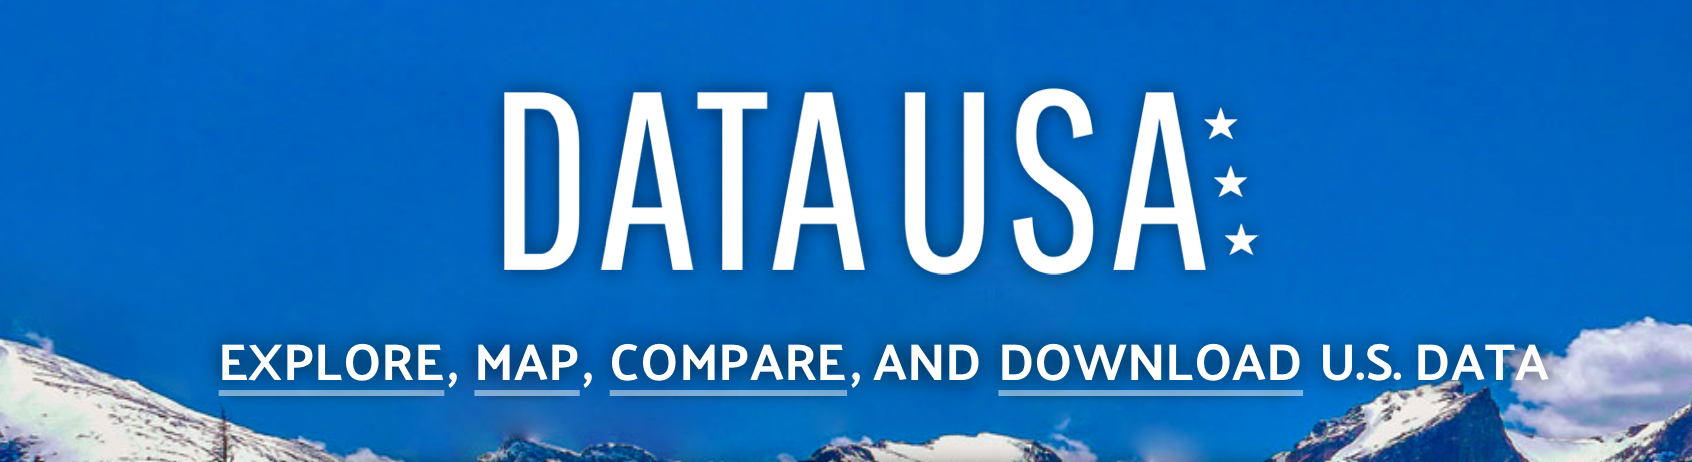 DATA USA
EXPLORE, MAP, COMPARE, AND DOWNLOAD U.S. DATA